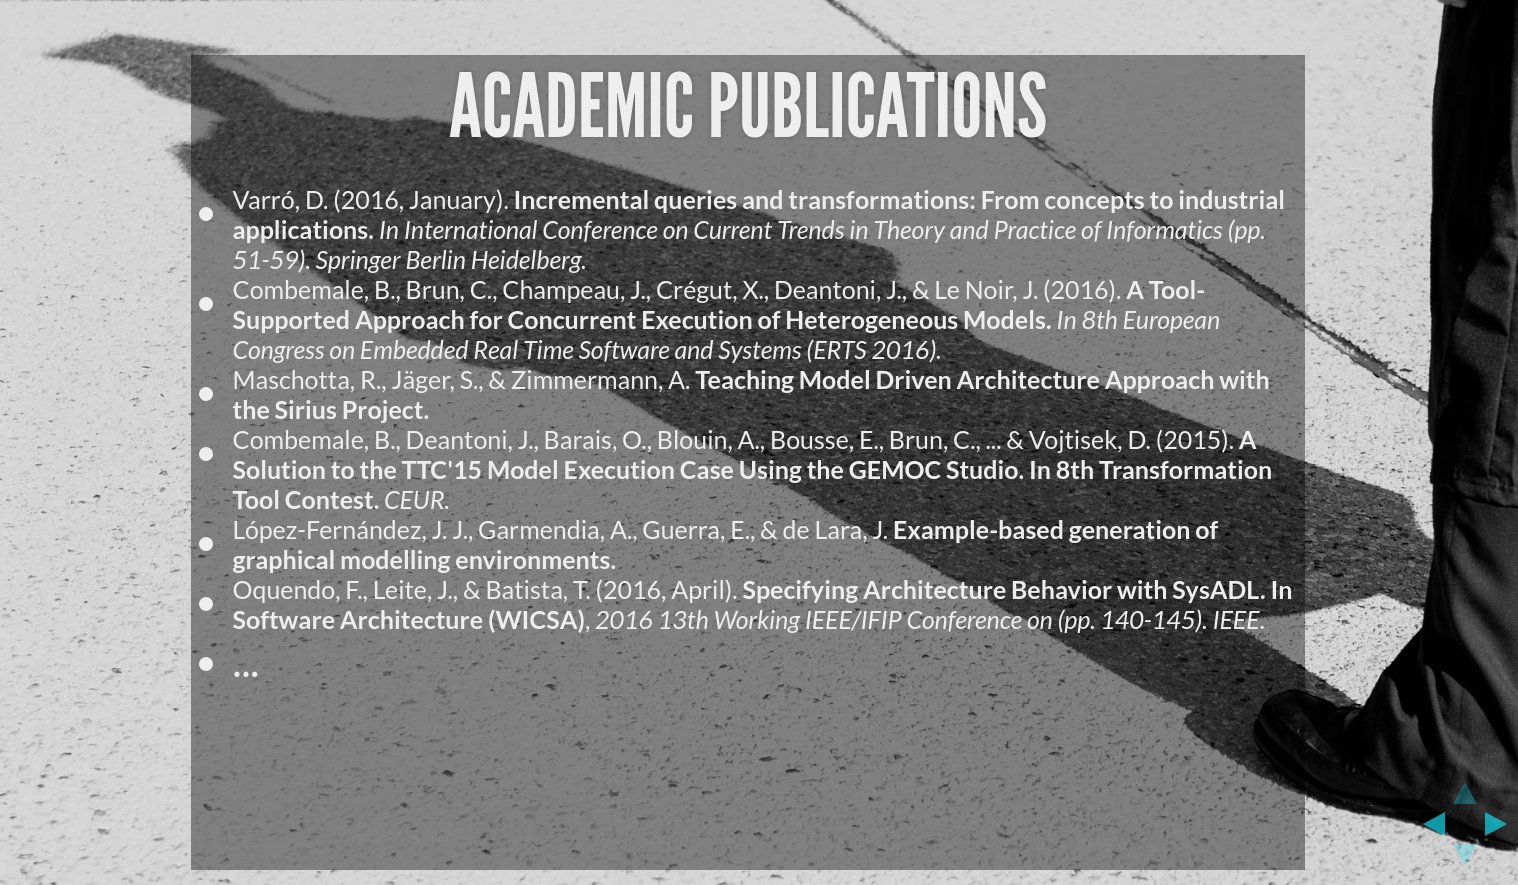 ACADEMIC PUBLICATIONS
Varró, D. (2016, January). Incremental queries and transformations: From concepts to industrial
applications. In International Conference on Current Trends in Theory and Practice of Informatics (pp.
51-59). Springer Berlin Heidelberg.
Combemale, B., Brun, C., Champeau, J., Crégut, X., Deantoni, J., & Le Noir, J. (2016). A Tool-
Supported Approach for Concurrent Execution of Heterogeneous Models. In 8th European
Congress on Embedded Real Time Software and Systems (ERTS 2016).
Maschotta, R., Jäger, S., & Zimmermann, A. Teaching Model Driven Architecture Approach with
the Sirius Project.
Combemale, B., Deantoni, J., Barais, O., Blouin, A., Bousse, E., Brun, C., ... & Vojtisek, D. (2015). A
Solution to the TTC'15 Model Execution Case Using the GEMOC Studio. In 8th Transformation
Tool Contest. CEUR.
López-Fernández, J. J., Garmendia, A., Guerra, E., & de Lara, J. Example-based generation of
graphical modelling environments.
Oquendo, F., Leite, J., & Batista, T. (2016, April). Specifying Architecture Behavior with SysADL. In
Software Architecture (WICSA), 2016 13th Working IEEE/IFIP Conference on (pp. 140-145). IEEE.
...